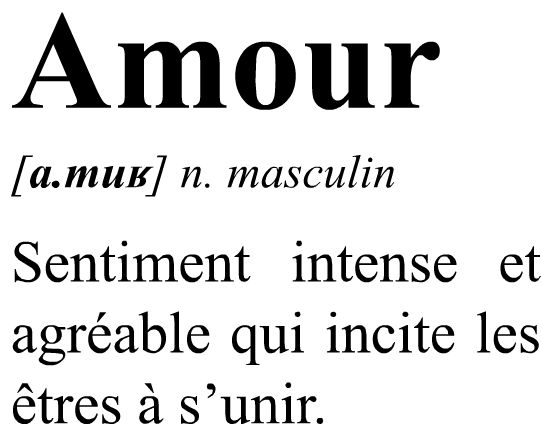 Amour
[a.muʁ] n. masculin
Sentiment intense et
agréable qui incite les
êtres à s’unir.